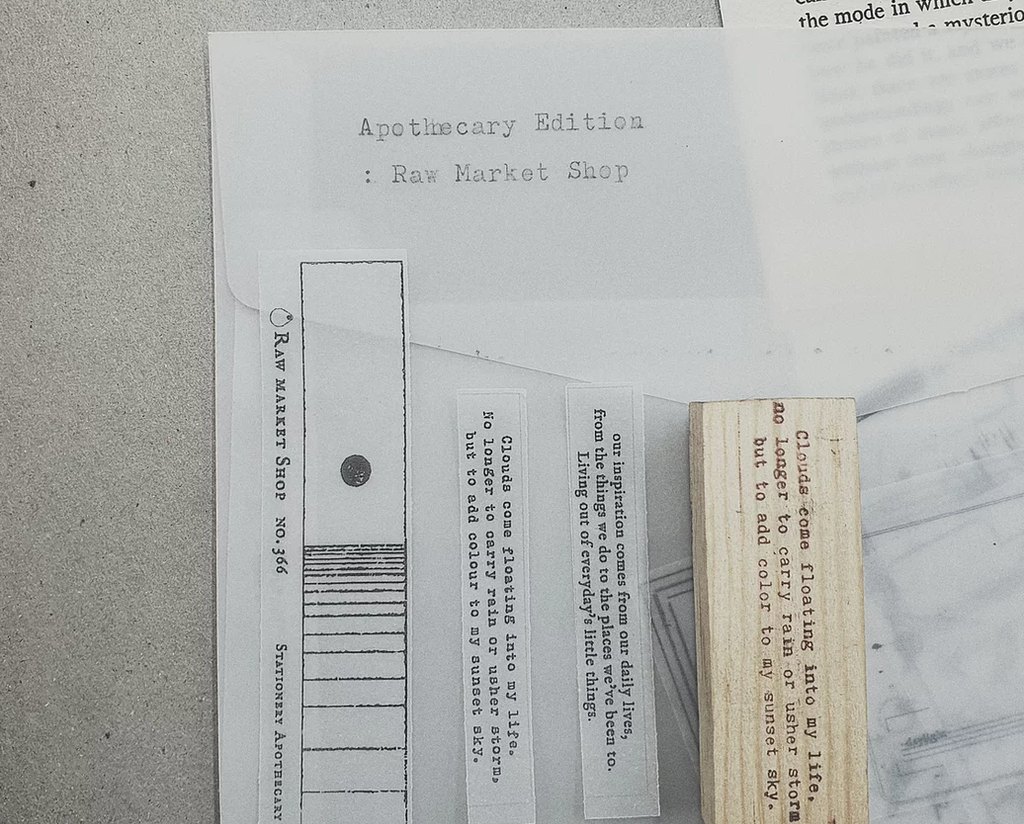 the mode in which
mysterio
Apothecary Edition
: Raw Market Shop
RAW MARKET SHOP NO.366
STATIONERY APOTHECARY
Clouds come floating into my life.
No longer to carry rain or usher storm,
but to add colour to my sunset sky.
our inspiration comes from our daily lives,
from the things we do to the places we've been to.
Living out of everyday's little things.
Clouds come floating into my life,
no longer to carry rain or usher storm
but to add color to my sunset sky.